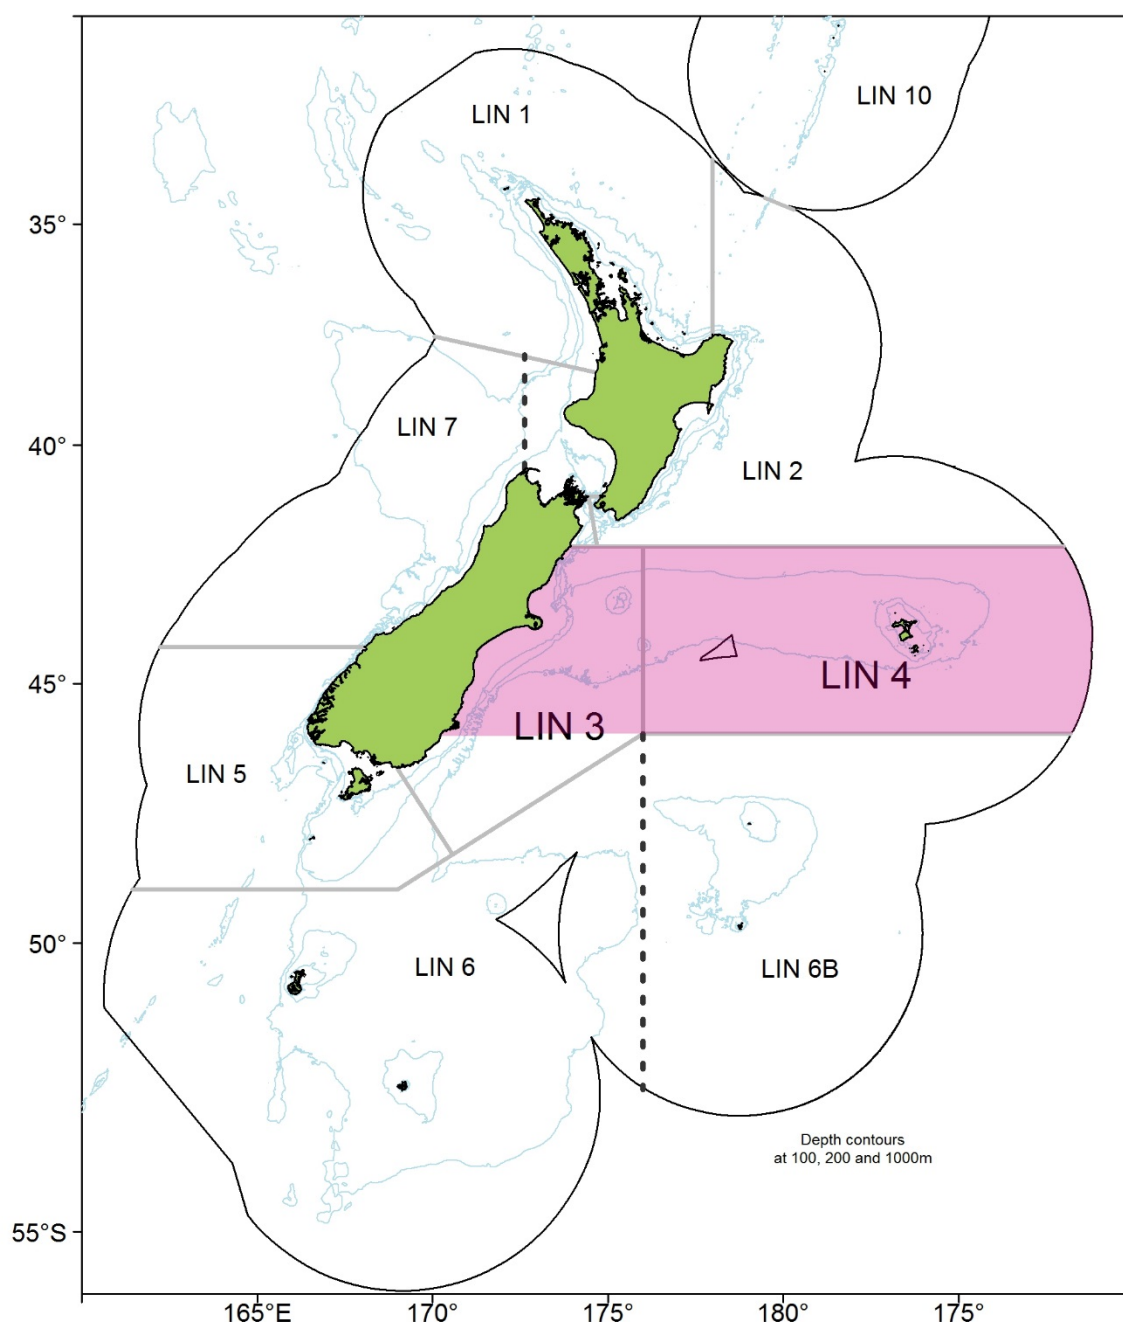 LIN 10
LIN 1
35°
LIN 7
40°
LIN 2
LIN 4
45°
LIN 3
LIN 5
50°
LIN 6
LIN 6B
Depth contours
at 100, 200 and 1000m
55°S
165°E
170°
175°
180°
175°